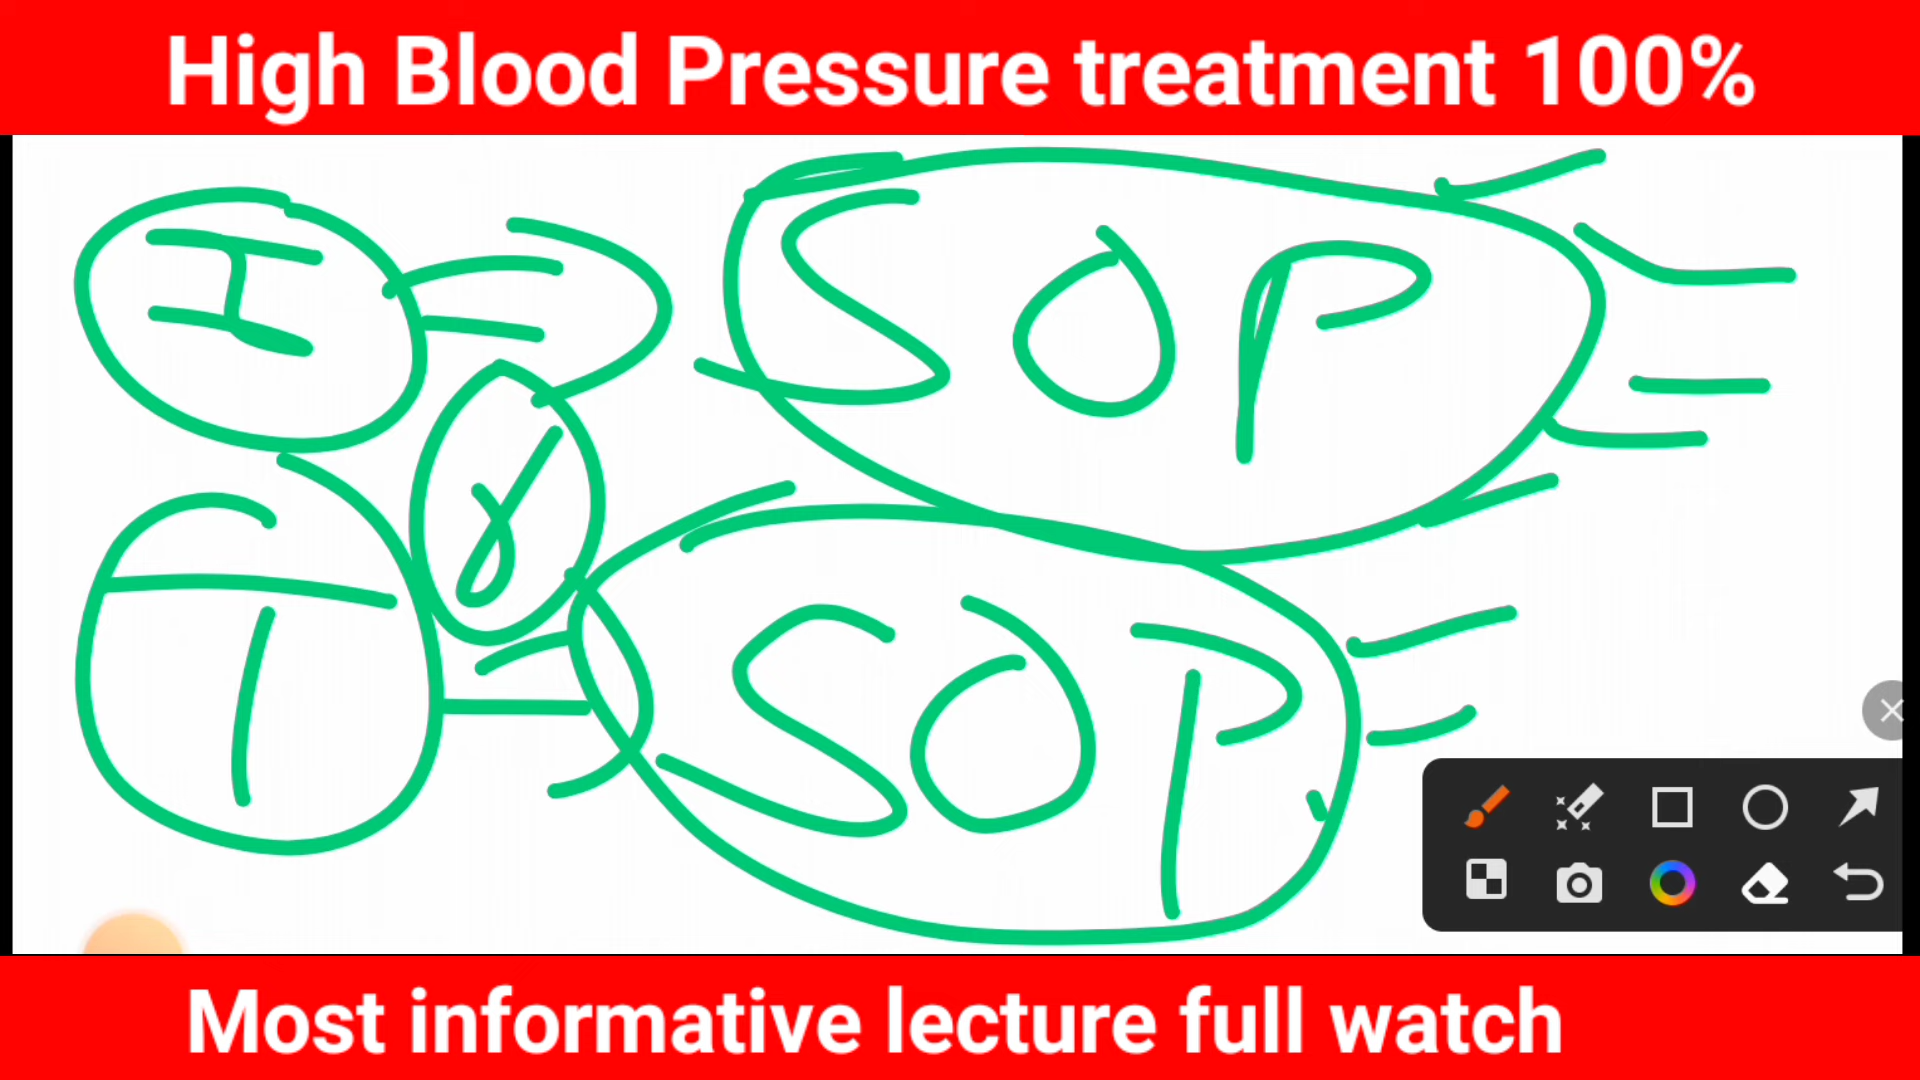 High Blood Pressure treatment 100%
I SOP
T SOP
Most informative lecture full watch